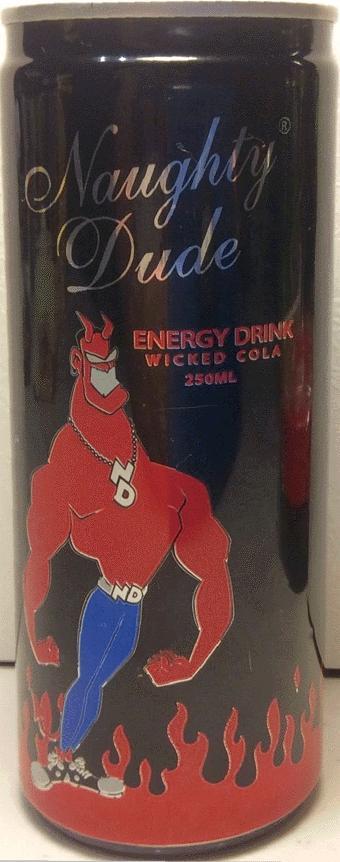 Naughty®
Dude
ENERGY DRINK
WICKED COLA
250ML
ND
ND